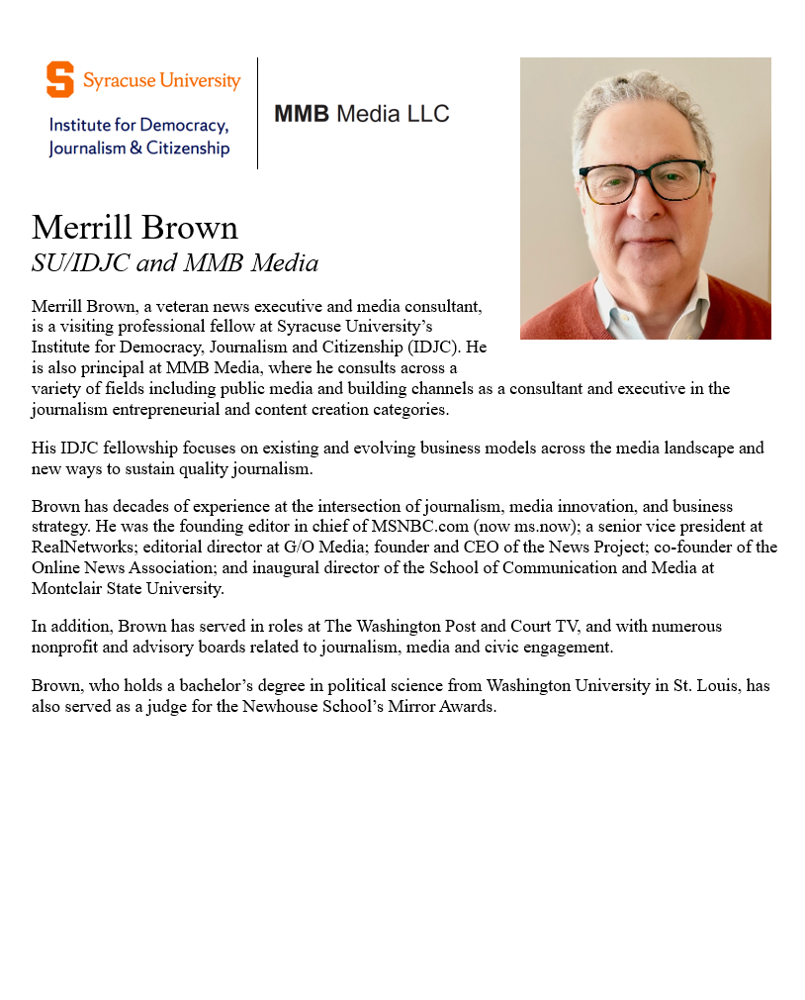 S Syracuse University
Institute for Democracy,
Journalism & Citizenship
MMB Media LLC
Merrill Brown
SU/IDJC and MMB Media
Merrill Brown, a veteran news executive and media consultant,
is a visiting professional fellow at Syracuse University’s
Institute for Democracy, Journalism and Citizenship (IDJC). He
is also principal at MMB Media, where he consults across a
variety of fields including public media and building channels as a consultant and executive in the
journalism entrepreneurial and content creation categories.
His IDJC fellowship focuses on existing and evolving business models across the media landscape and
new ways to sustain quality journalism.
Brown has decades of experience at the intersection of journalism, media innovation, and business
strategy. He was the founding editor in chief of MSNBC.com (now ms.now); a senior vice president at
RealNetworks; editorial director at G/O Media; founder and CEO of the News Project; co-founder of the
Online News Association; and inaugural director of the School of Communication and Media at
Montclair State University.
In addition, Brown has served in roles at The Washington Post and Court TV, and with numerous
nonprofit and advisory boards related to journalism, media and civic engagement.
Brown, who holds a bachelor’s degree in political science from Washington University in St. Louis, has
also served as a judge for the Newhouse School’s Mirror Awards.